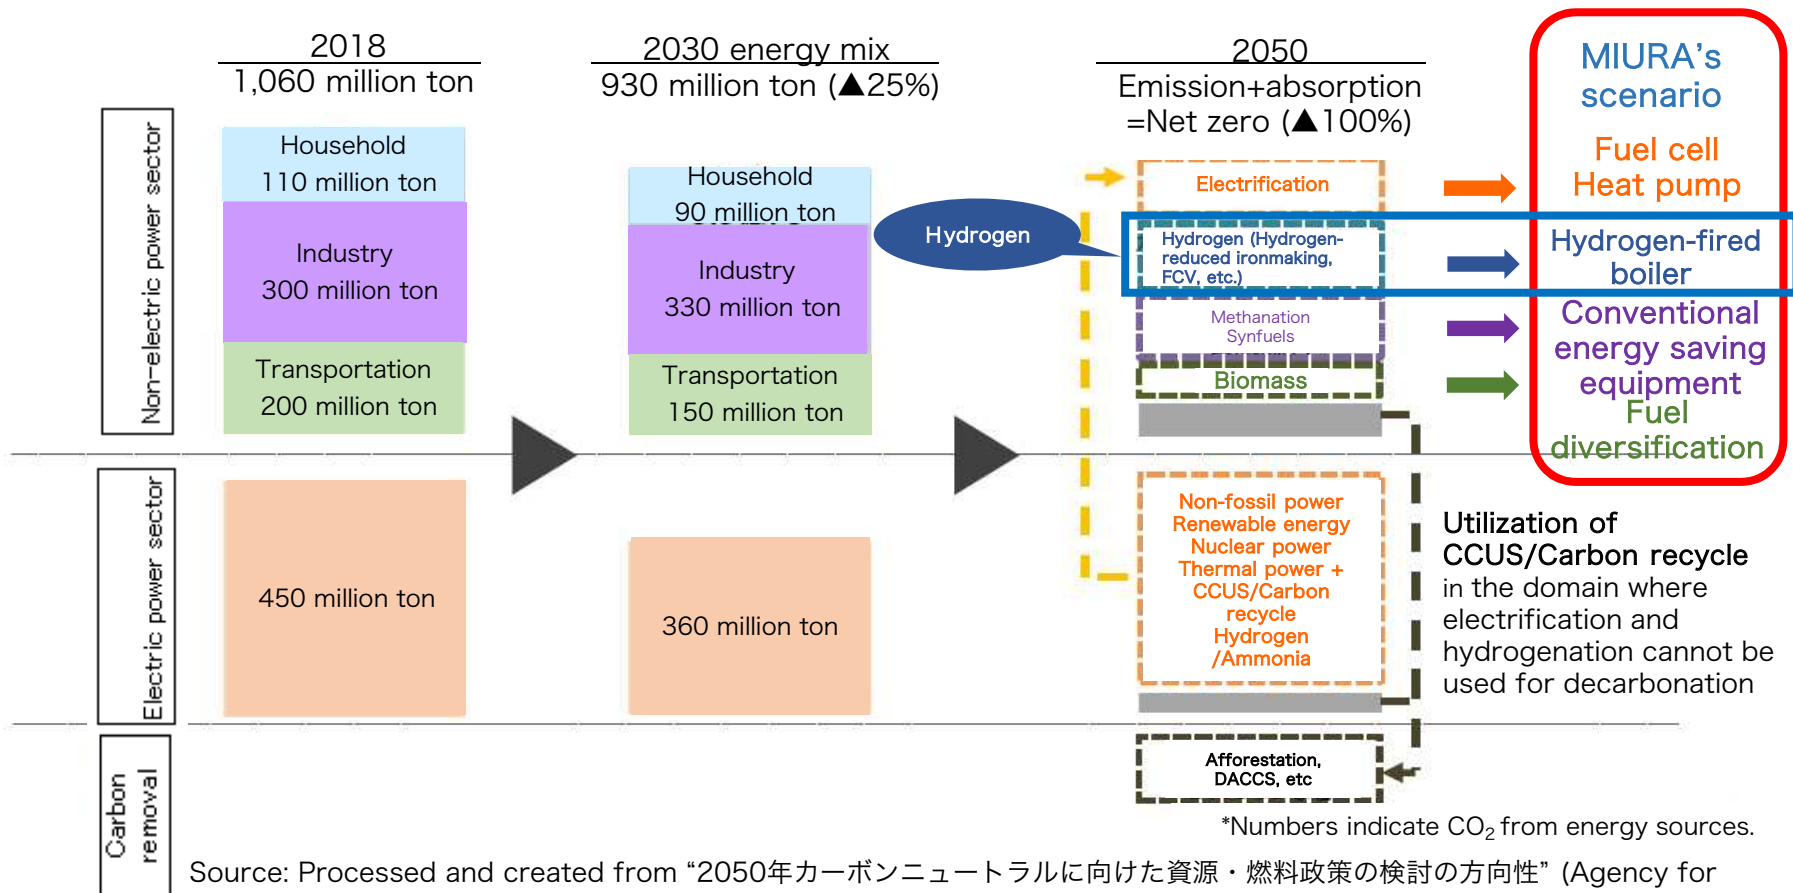 2018
1,060 million ton
2030 energy mix
930 million ton (▲25%)
2050
Emission+absorption
=Net zero (▲100%)
MIURA's
scenario
Non-electric power sector
Household
110 million ton
Industry
300 million ton
Transportation
200 million ton
Household
90 million ton
Industry
330 million ton
Transportation
150 million ton
Hydrogen
Electrification
Hydrogen (Hydrogen-
reduced ironmaking,
FCV, etc.)
Methanation
Synfuels
Biomass
Fuel cell
Heat pump
Hydrogen-fired
boiler
Conventional
energy saving
equipment
Fuel
diversification
Electric power sector
450 million ton
360 million ton
Non-fossil power
Renewable energy
Nuclear power
Thermal power +
CCUS/Carbon
recycle
Hydrogen
/Ammonia
Utilization of
CCUS/Carbon recycle
in the domain where
electrification and
hydrogenation cannot be
used for decarbonation
Carbon
removal
Afforestation,
DACCS, etc
*Numbers indicate CO₂ from energy sources.
Source: Processed and created from “2050年カーボンニュートラルに向けた資源・燃料政策の検討の方向性” (Agency for